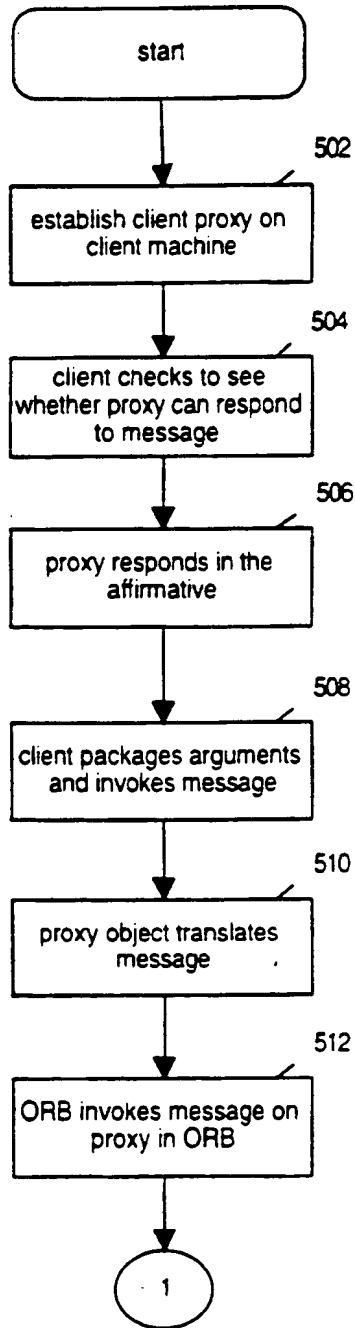 start
502
establish client proxy on
client machine
504
client checks to see
whether proxy can respond
to message
506
proxy responds in the
affirmative
508
client packages arguments
and invokes message
510
proxy object translates
message
512
ORB invokes message on
proxy in ORB
1